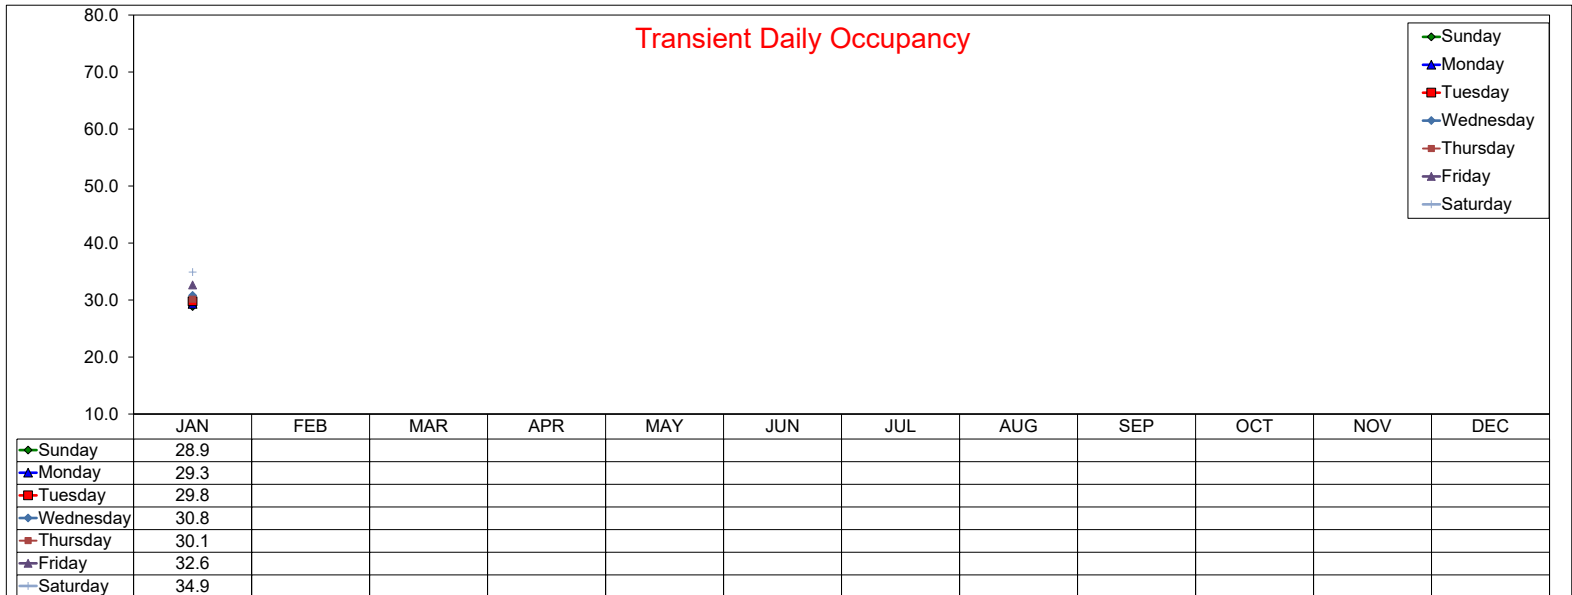 Transient Daily Occupancy
80.0
70.0
60.0
50.0
40.0
30.0
20.0
10.0
Sunday
Monday
Tuesday
Wednesday
Thursday
Friday
Saturday
JAN FEB MAR APR MAY JUN JUL AUG SEP OCT NOV DEC
Sunday 28.9
Monday 29.3
Tuesday 29.8
Wednesday 30.8
Thursday 30.1
Friday 32.6
Saturday 34.9